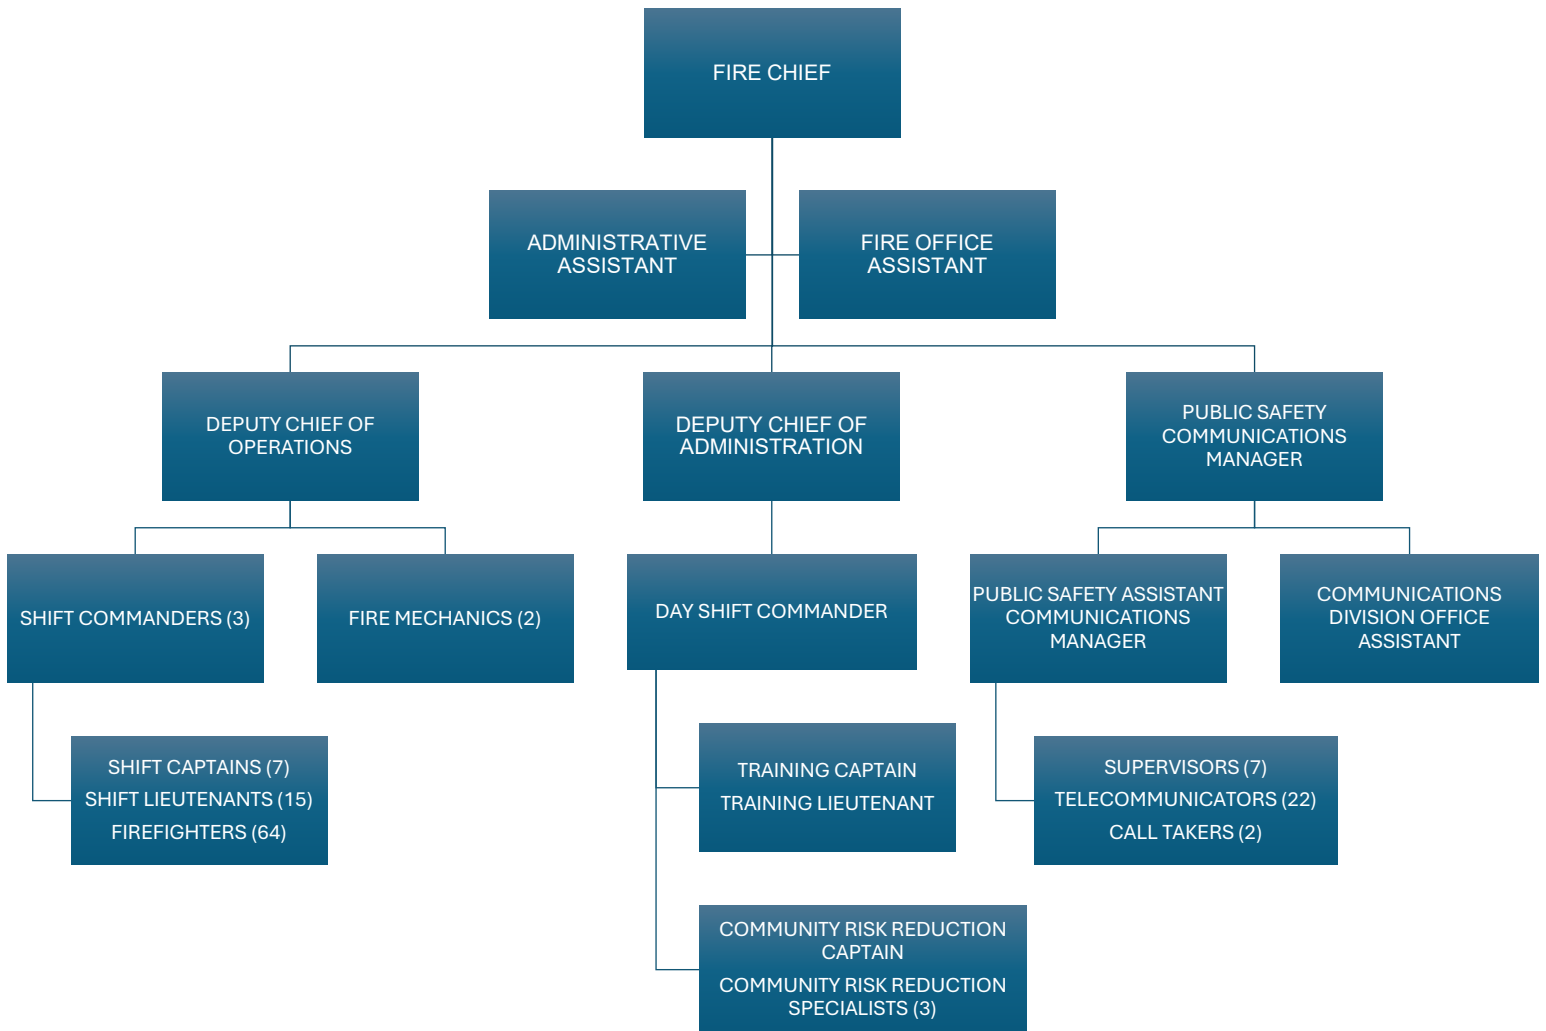 FIRE CHIEF
ADMINISTRATIVE
ASSISTANT
FIRE OFFICE
ASSISTANT
DEPUTY CHIEF OF
OPERATIONS
DEPUTY CHIEF OF
ADMINISTRATION
PUBLIC SAFETY
COMMUNICATIONS
MANAGER
SHIFT COMMANDERS (3)
FIRE MECHANICS (2)
DAY SHIFT COMMANDER
PUBLIC SAFETY ASSISTANT
COMMUNICATIONS
MANAGER
COMMUNICATIONS
DIVISION OFFICE
ASSISTANT
SHIFT CAPTAINS (7)
SHIFT LIEUTENANTS (15)
FIREFIGHTERS (64)
TRAINING CAPTAIN
TRAINING LIEUTENANT
SUPERVISORS (7)
TELECOMMUNICATORS (22)
CALL TAKERS (2)
COMMUNITY RISK REDUCTION
CAPTAIN
COMMUNITY RISK REDUCTION
SPECIALISTS (3)